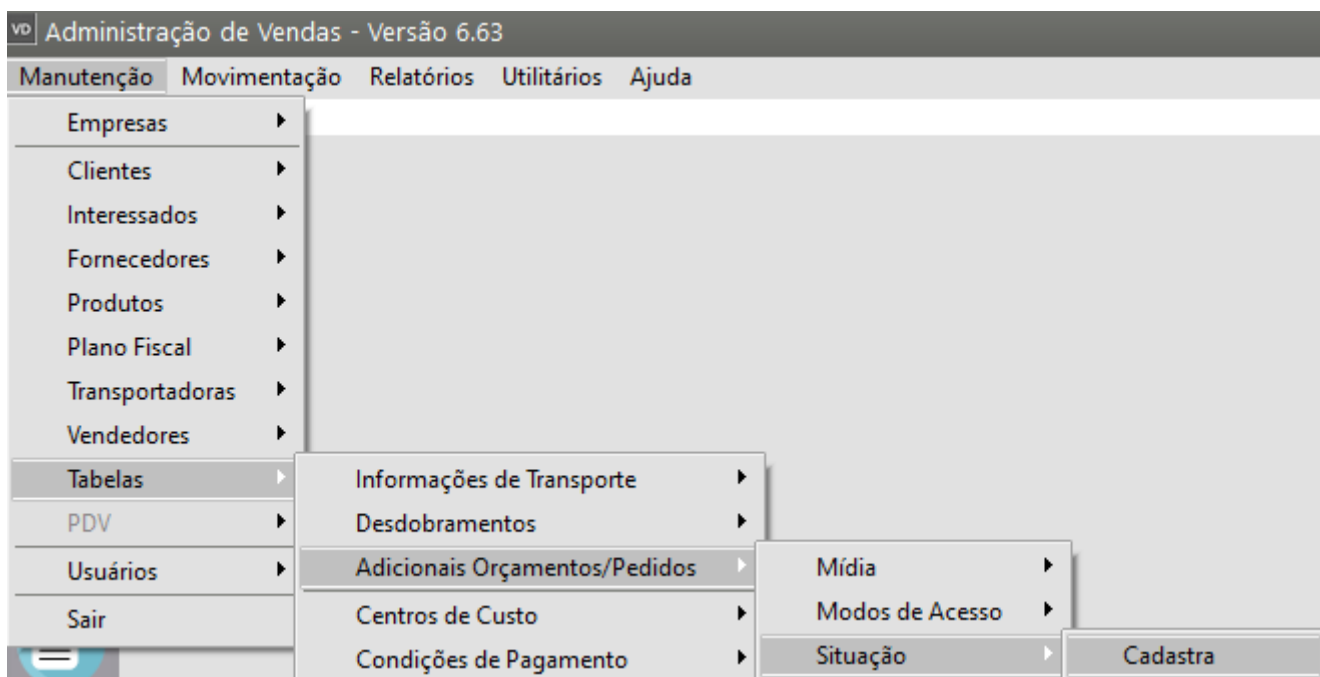 VD Administração de Vendas - Versão 6.63
Manutenção Movimentação Relatórios Utilitários Ajuda
Empresas
Clientes
Interessados
Fornecedores
Produtos
Plano Fiscal
Transportadoras
Vendedores
Tabelas
PDV
Usuários
Sair
Informações de Transporte
Desdobramentos
Adicionais Orçamentos/Pedidos
Centros de Custo
Condições de Pagamento
Mídia
Modos de Acesso
Situação
Cadastra